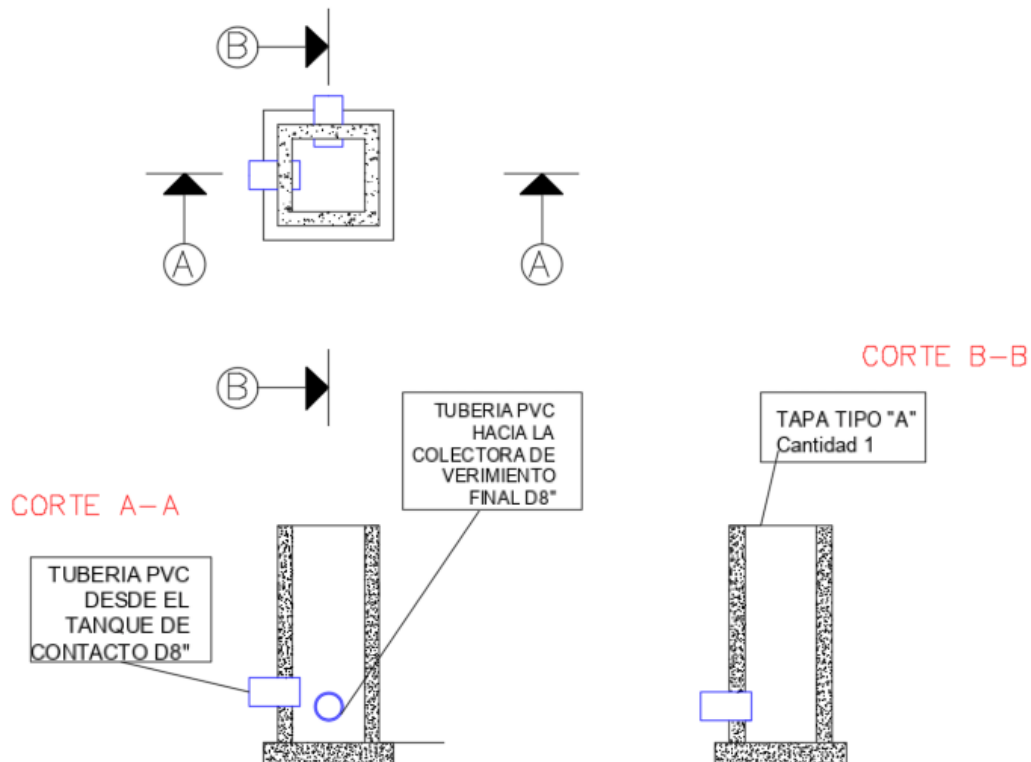 B
A
A
B
CORTE B-B
TUBERIA PVC
HACIA LA
COLECTORA DE
VERIMIENTO
FINAL D8"
TAPA TIPO "A"
Cantidad 1
CORTE A-A
TUBERIA PVC
DESDE EL
TANQUE DE
CONTACTO D8"